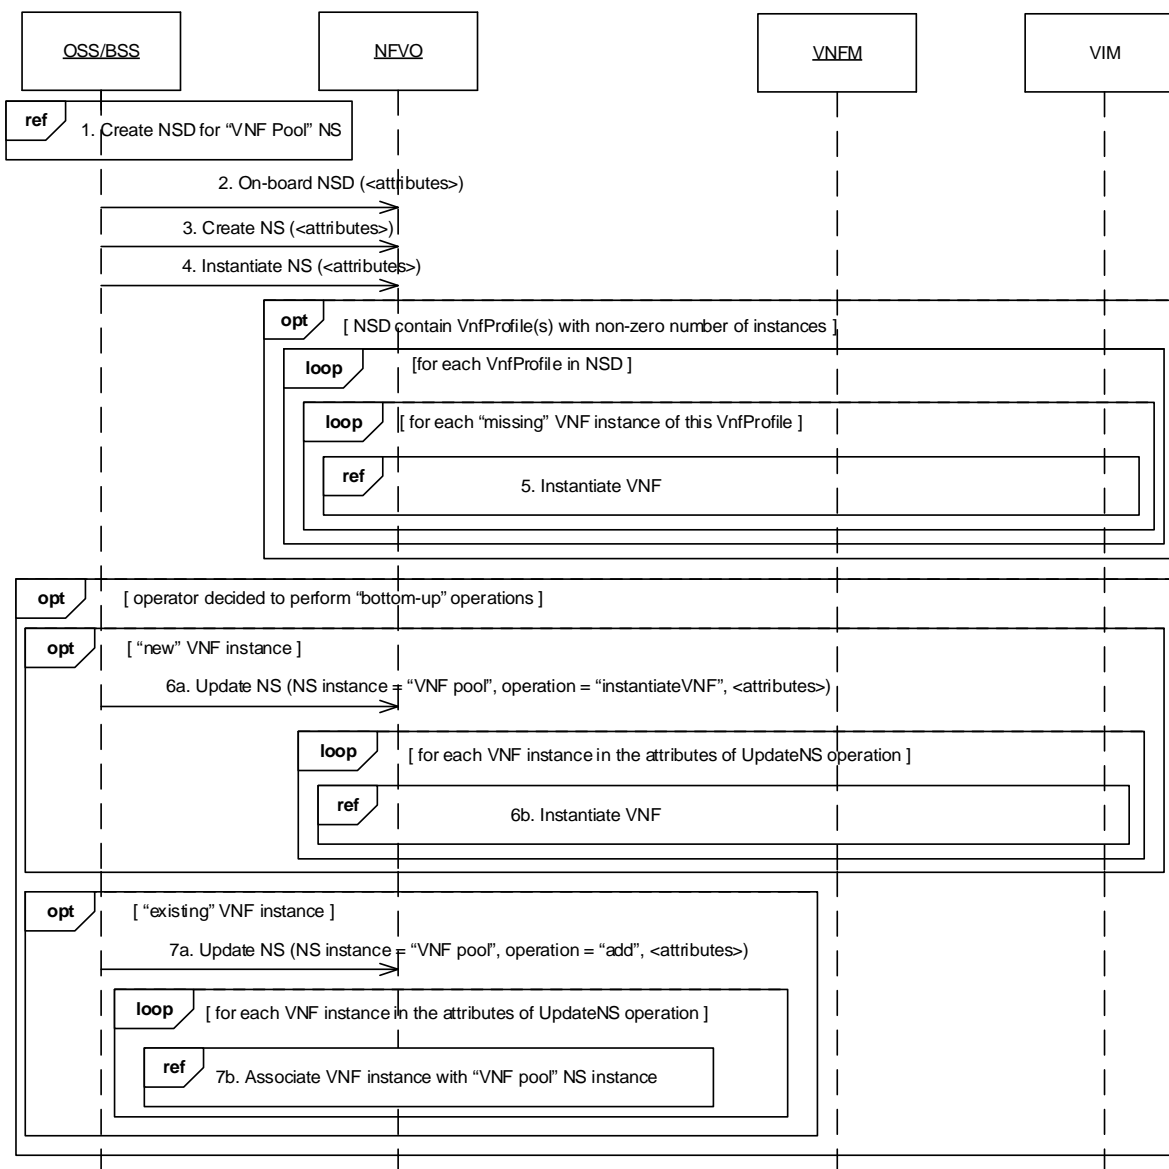 OSS/BSS
NFVO
VNFM
VIM
ref
1. Create NSD for “VNF Pool” NS
2. On-board NSD (<attributes>)
3. Create NS (<attributes>)
4. Instantiate NS (<attributes>)
opt
[ NSD contain VnfProfile(s) with non-zero number of instances ]
loop
[for each VnfProfile in NSD ]
loop
[ for each “missing” VNF instance of this VnfProfile ]
ref
5. Instantiate VNF
opt
[ operator decided to perform “bottom-up” operations ]
opt
[ “new” VNF instance ]
6a. Update NS (NS instance = “VNF pool”, operation = “instantiateVNF”, <attributes>)
loop
[ for each VNF instance in the attributes of UpdateNS operation ]
ref
6b. Instantiate VNF
opt
[ “existing” VNF instance ]
7a. Update NS (NS instance = “VNF pool”, operation = “add”, <attributes>)
loop
[ for each VNF instance in the attributes of UpdateNS operation ]
ref
7b. Associate VNF instance with “VNF pool” NS instance